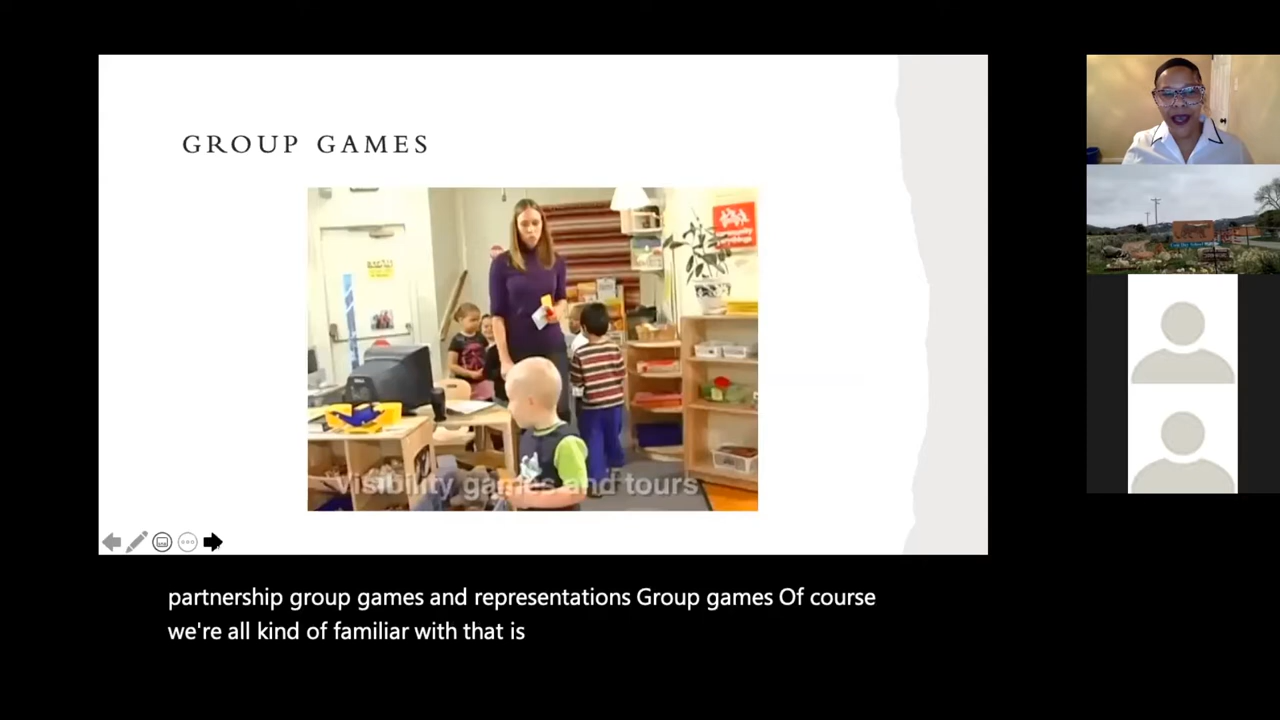 GROUP GAMES
Visibility games and tours
partnership group games and representations Group games Of course
we're all kind of familiar with that is